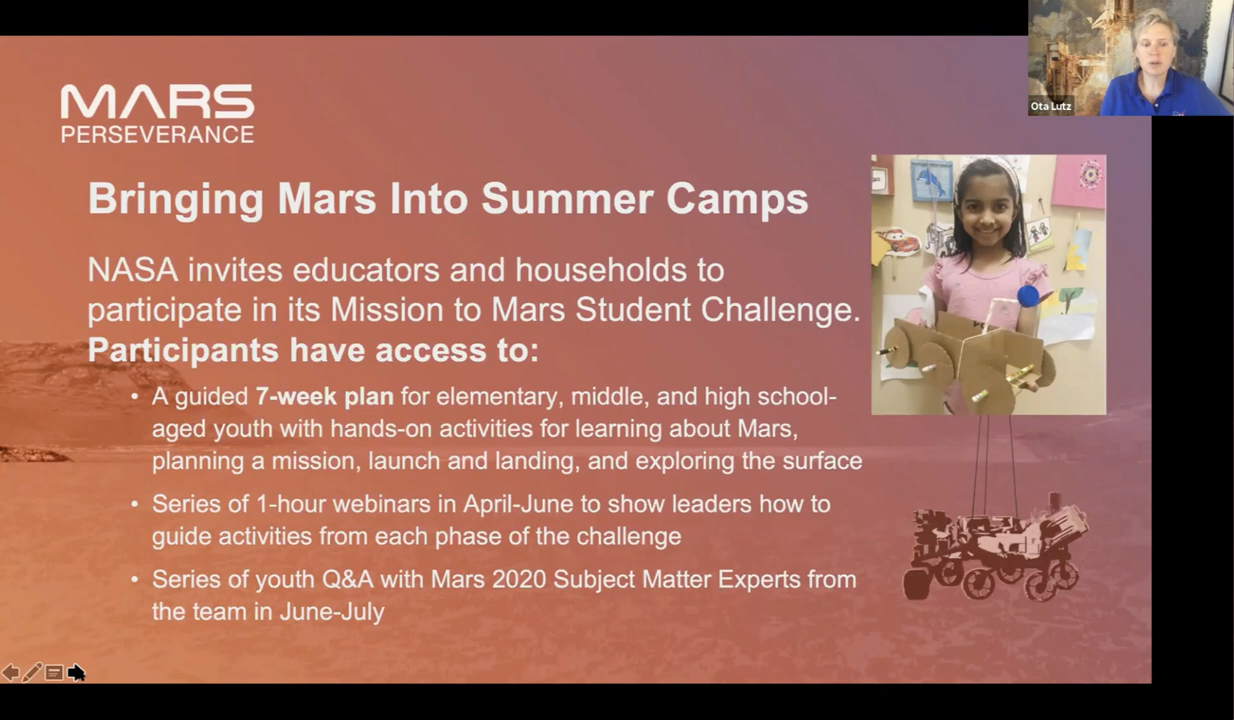 MARS
PERSEVERANCE
Ota Lutz
Bringing Mars Into Summer Camps
NASA invites educators and households to
participate in its Mission to Mars Student Challenge.
Participants have access to:
• A guided 7-week plan for elementary, middle, and high school-
aged youth with hands-on activities for learning about Mars,
planning a mission, launch and landing, and exploring the surface
• Series of 1-hour webinars in April-June to show leaders how to
guide activities from each phase of the challenge
• Series of youth Q&A with Mars 2020 Subject Matter Experts from
the team in June-July